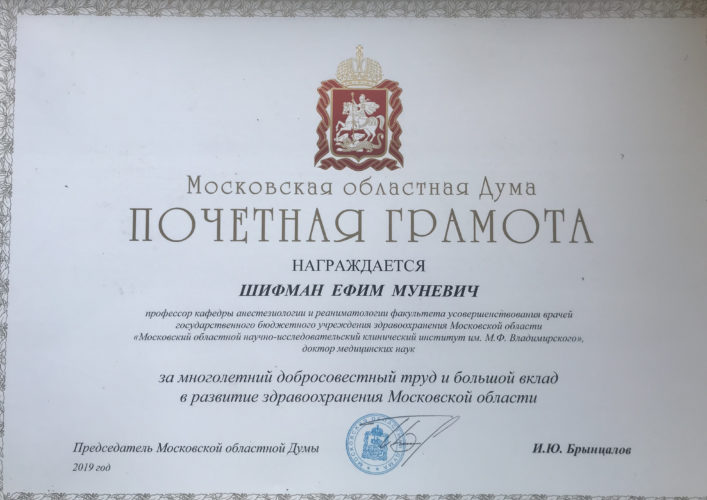 Московская областная Дума
ПОЧЕТНАЯ ГРАМОТА
НАГРАЖДАЕТСЯ
ШИФМАН ЕФИМ МУНЕВИЧ
профессор кафедры анестезиологии и реаниматологии факультета усовершенствования врачей
государственного бюджетного учреждения здравоохранения Московской области
«Московский областной научно-исследовательский клинический институт им. М.Ф. Владимирского»,
доктор медицинских наук
за многолетний добросовестный труд и большой вклад
в развитие здравоохранения Московской области
Председатель Московской областной Думы
И.Ю. Брынцалов
2019 год